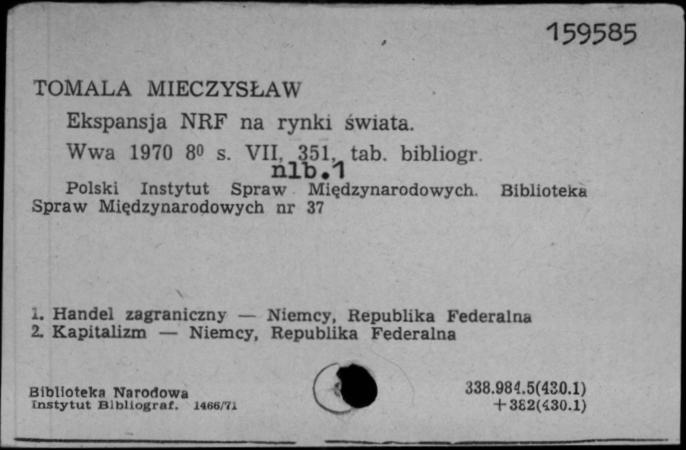 159585
TOMALA MIECZYSŁAW
Ekspansja NRF na rynki świata.
Wwa 1970 8⁰ s. VII, 351, tab. bibliogr.
nlb.1
Polski Instytut Spraw Międzynarodowych. Biblioteka
Spraw Międzynarodowych nr 37
1. Handel zagraniczny — Niemcy, Republika Federalna
2. Kapitalizm — Niemcy, Republika Federalna
Biblioteka Narodowa
Instytut Bibliograf. 1466/71
338.984.5(430.1)
+382(430.1)